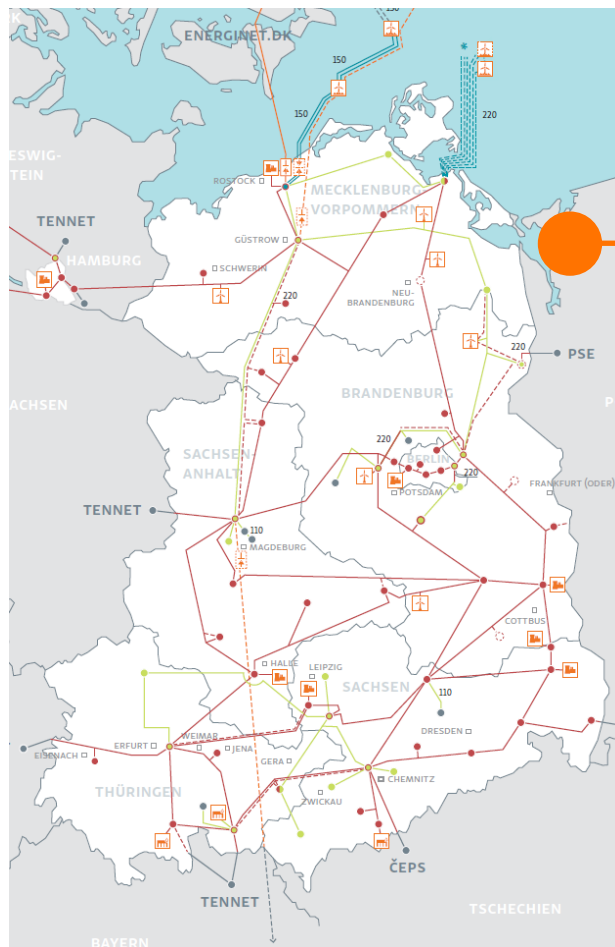 DK
150
ENERGINET.DK
150
150
220
ESWIG-
TEIN
ROSTOCK
MECKLENBURG-
VORPOMMERN
TENNET
GÜSTROW
HAMBURG
SCHWERIN
NEU-
BRANDENBURG
220
220
PSE
BRANDENBURG
ACHSEN
P
220
SACHSEN-
ANHALT
BERLIN
220
POTSDAM
FRANKFURT (ODER)
TENNET
110
MAGDEBURG
COTTBUS
HALLE
LEIPZIG
SACHSEN
110
DRESDEN
WEIMAR
ERFURT
JENA
EISENACH
GERA
CHEMNITZ
THÜRINGEN
ZWICKAU
ČEPS
TENNET
TSCHECHIEN
BAYERN